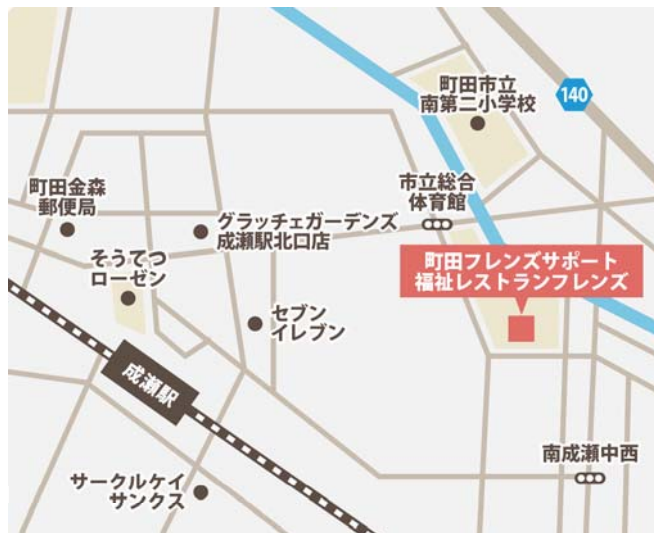 町田市立
南第二小学校
140
市立総合
体育館
町田金森
郵便局
グラッチェガーデンズ
成瀬駅北口店
そうてつ
ローゼン
町田フレンズサポート
福祉レストランフレンズ
セブン
イレブン
成瀬駅
南成瀬中西
サークルケイ
サンクス